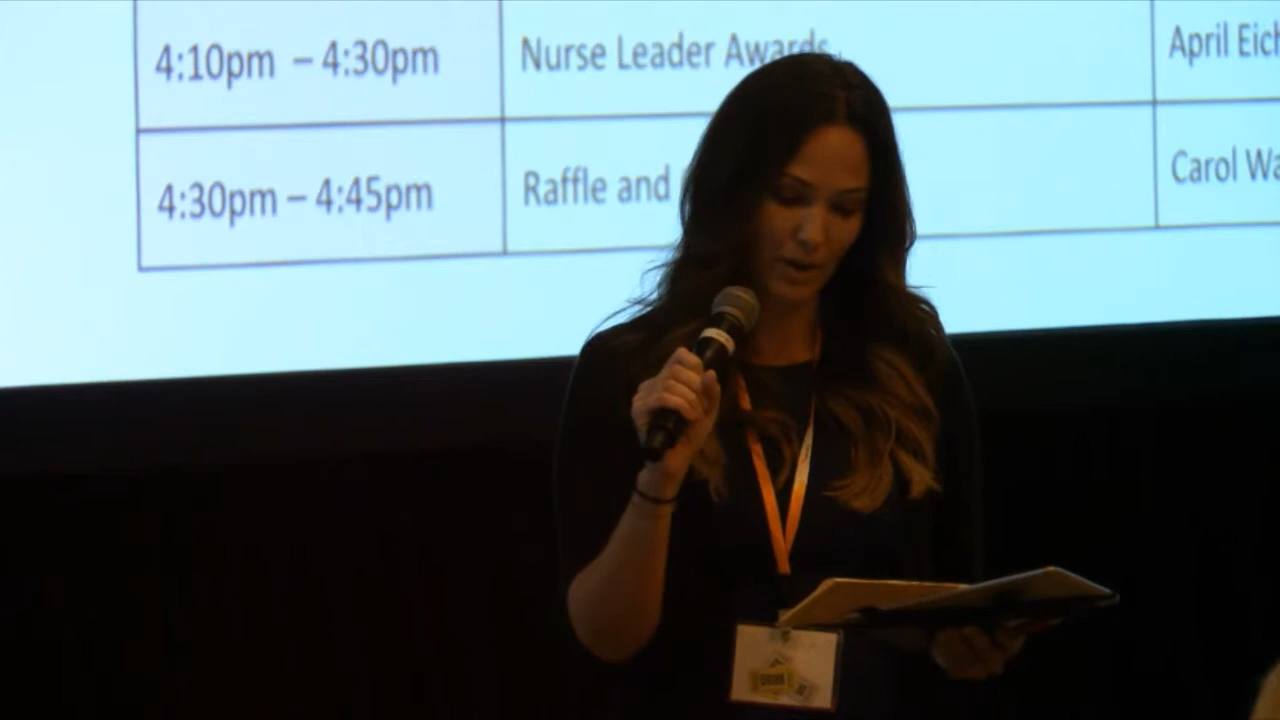 4:10pm – 4:30pm Nurse Leader Awards April Eich
4:30pm – 4:45pm Raffle and Carol Wa